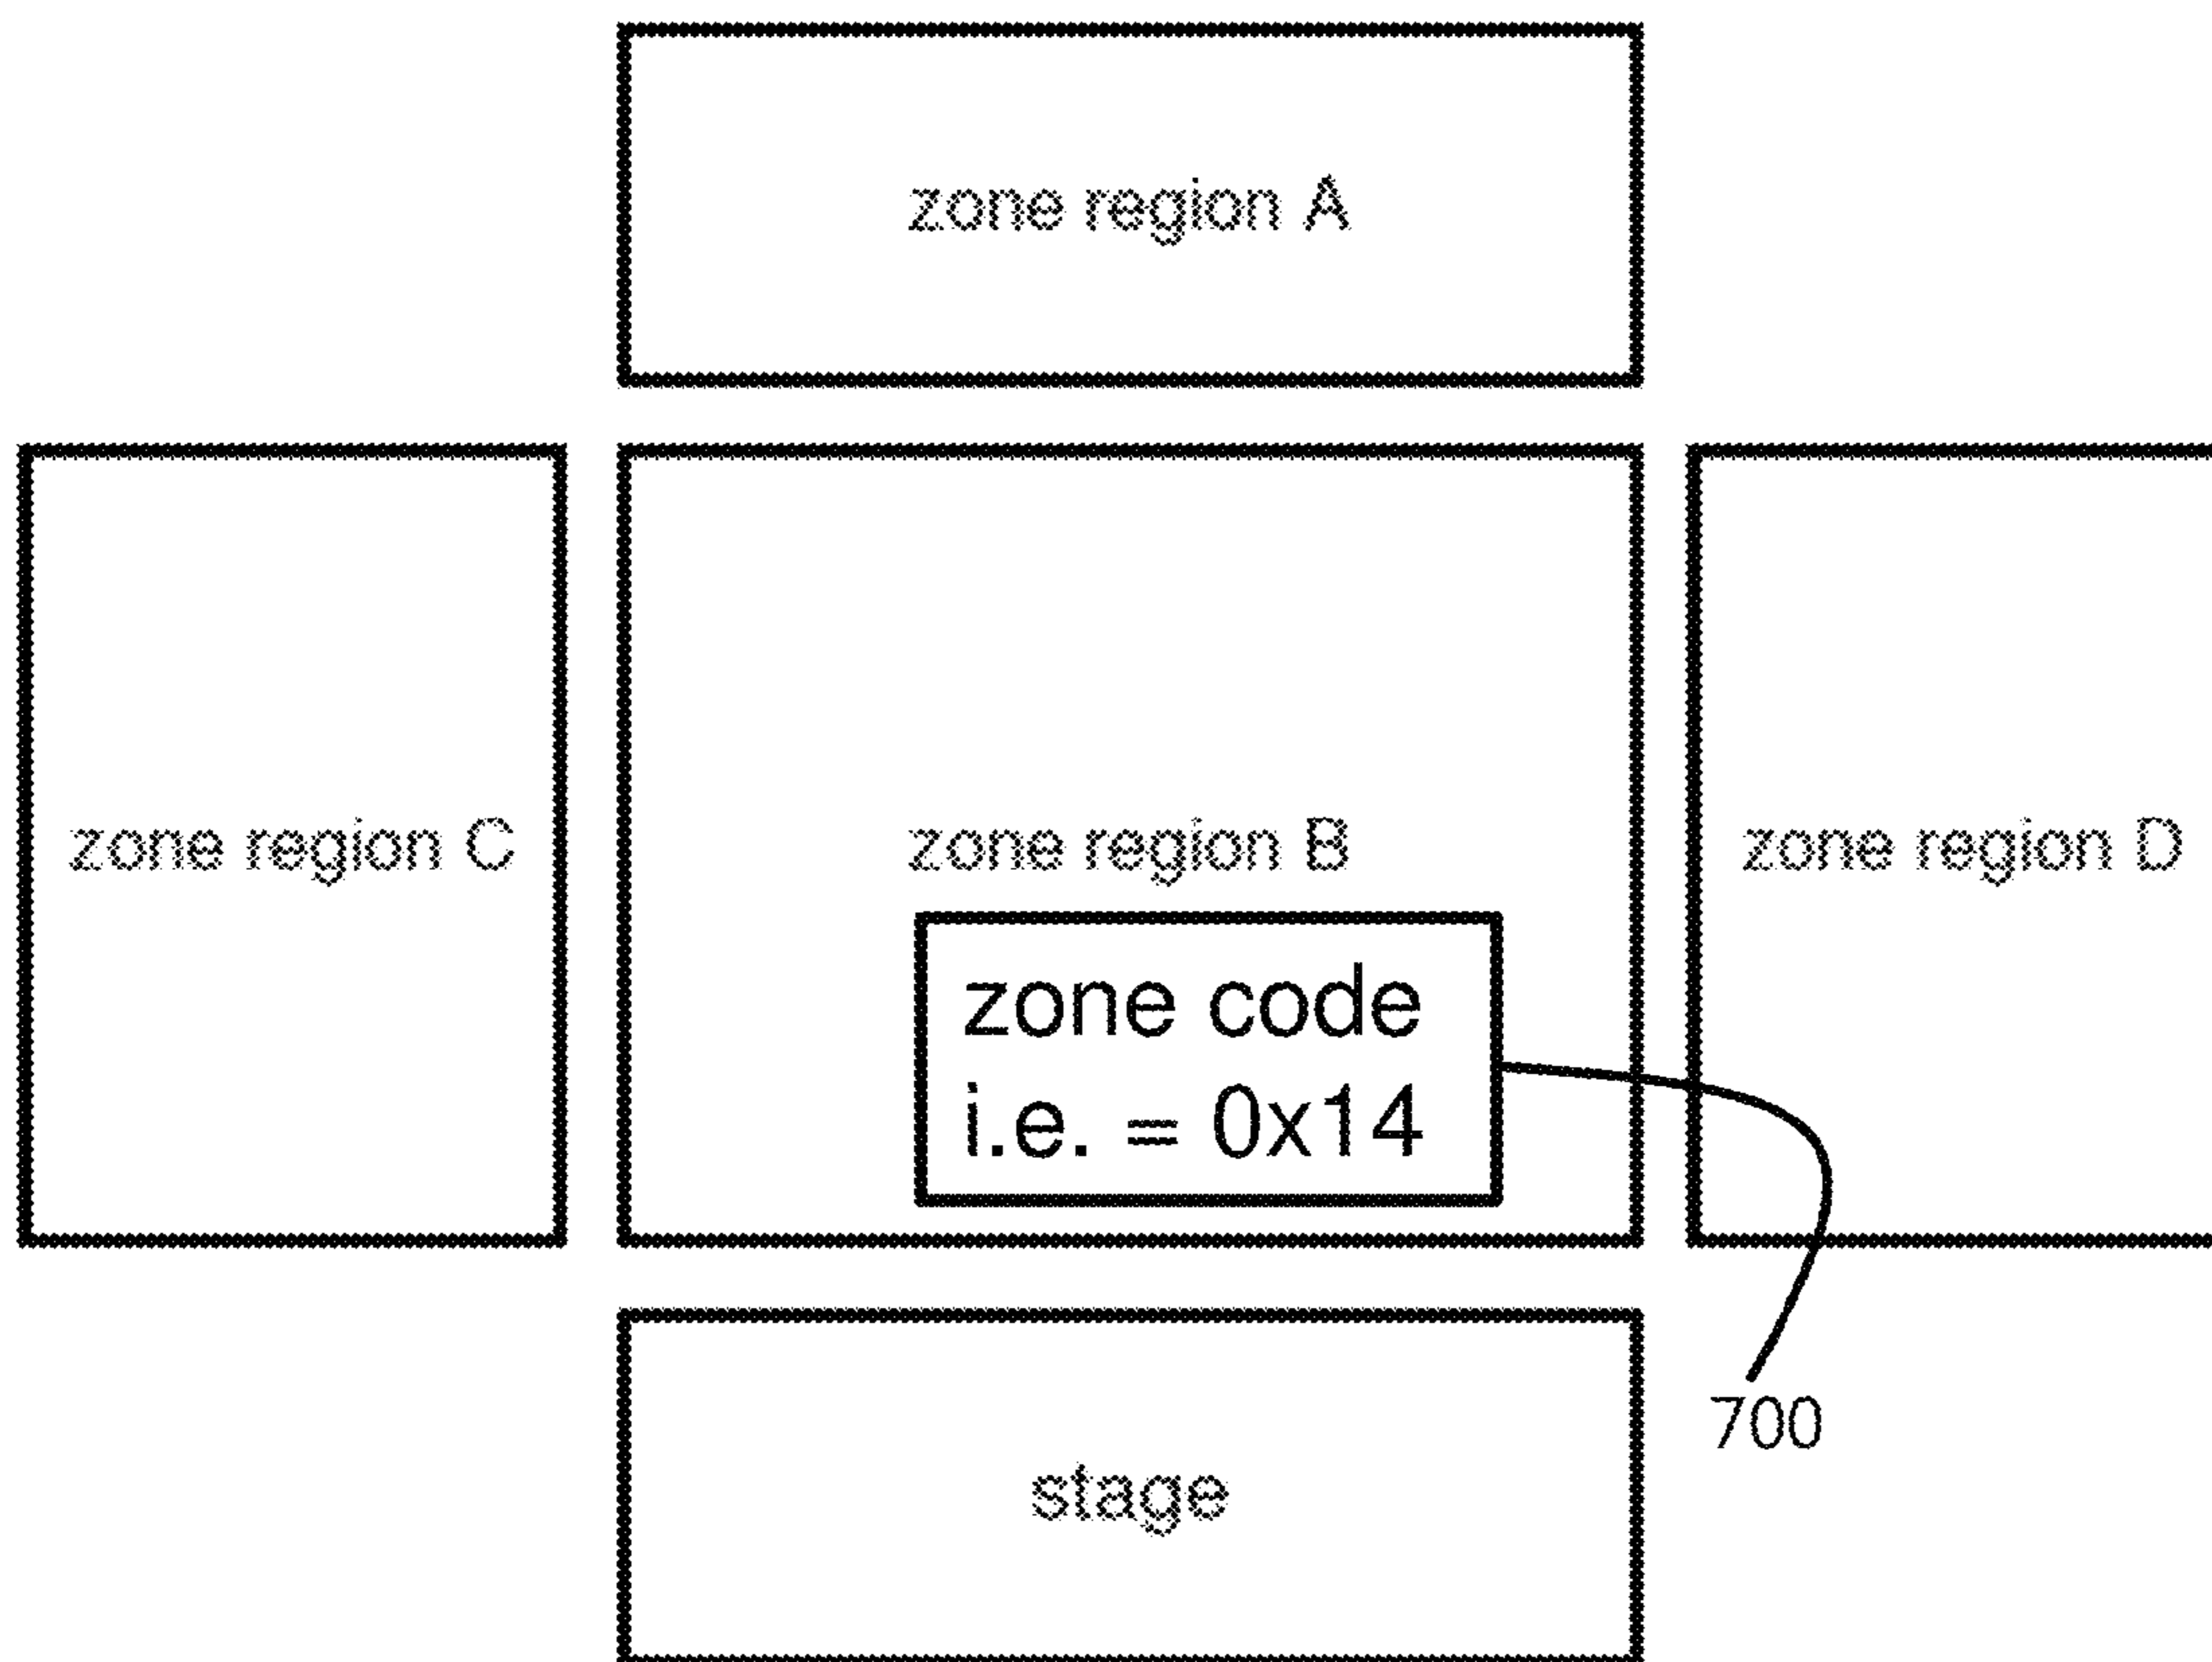 zone region A
zone region C
zone region B
zone region D
zone code
i.e. = 0x14
700
stage